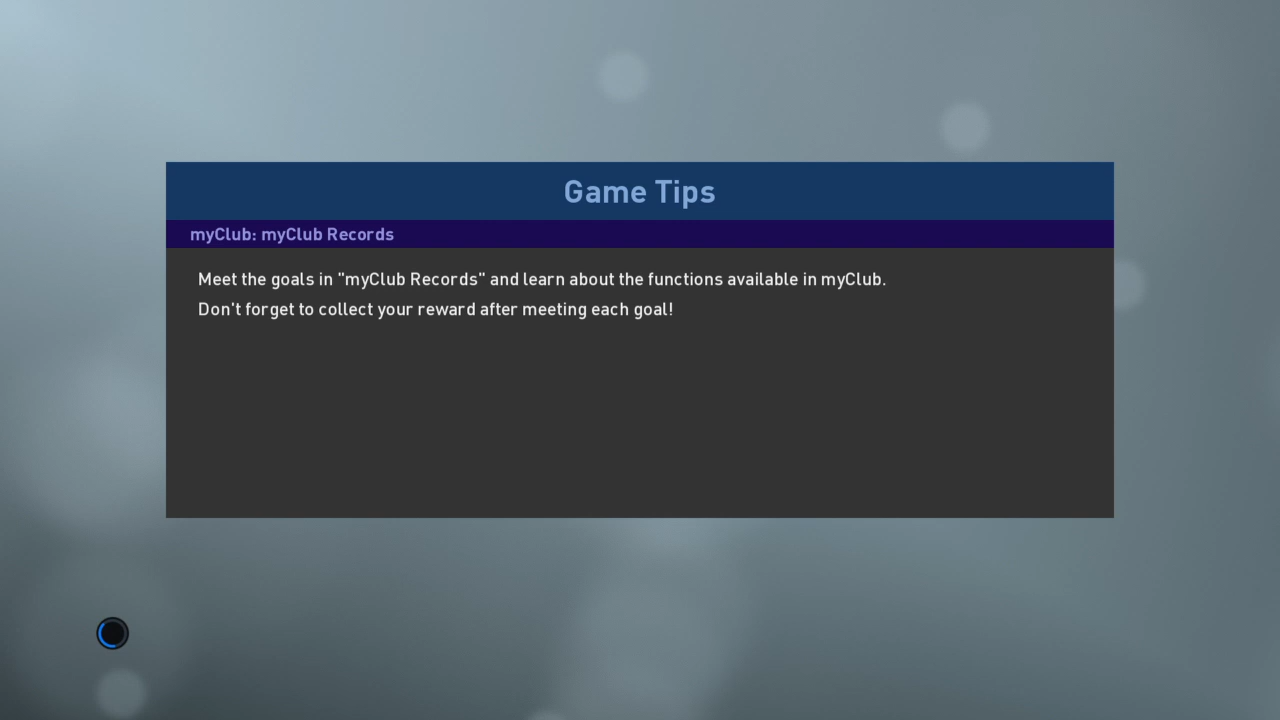 Game Tips
myClub: myClub Records
Meet the goals in "myClub Records" and learn about the functions available in myClub.
Don't forget to collect your reward after meeting each goal!